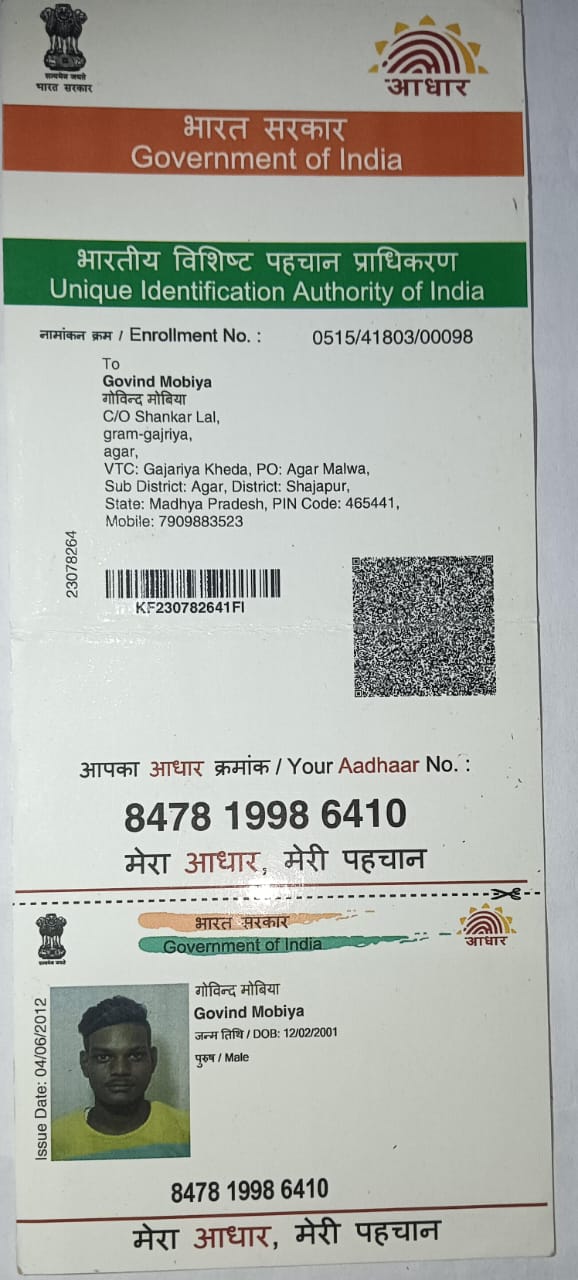 सत्यमेव जयते
भारत सरकार
आधार
भारत सरकार
Government of India
भारतीय विशिष्ट पहचान प्राधिकरण
Unique Identification Authority of India
नामांकन क्रम / Enrollment No. : 0515/41803/00098
To
Govind Mobiya
गोविन्द मोबिया
C/O Shankar Lal,
gram-gajriya,
agar,
VTC: Gajariya Kheda, PO: Agar Malwa,
Sub District: Agar, District: Shajapur,
State: Madhya Pradesh, PIN Code: 465441,
Mobile: 7909883523
23078264
KF230782641FI
आपका आधार क्रमांक / Your Aadhaar No. :
8478 1998 6410
मेरा आधार, मेरी पहचान
भारत सरकार
Government of India
आधार
सत्यमेव जयते
Issue Date: 04/06/2012
गोविन्द मोबिया
Govind Mobiya
जन्म तिथि / DOB: 12/02/2001
पुरुष / Male
8478 1998 6410
मेरा आधार, मेरी पहचान